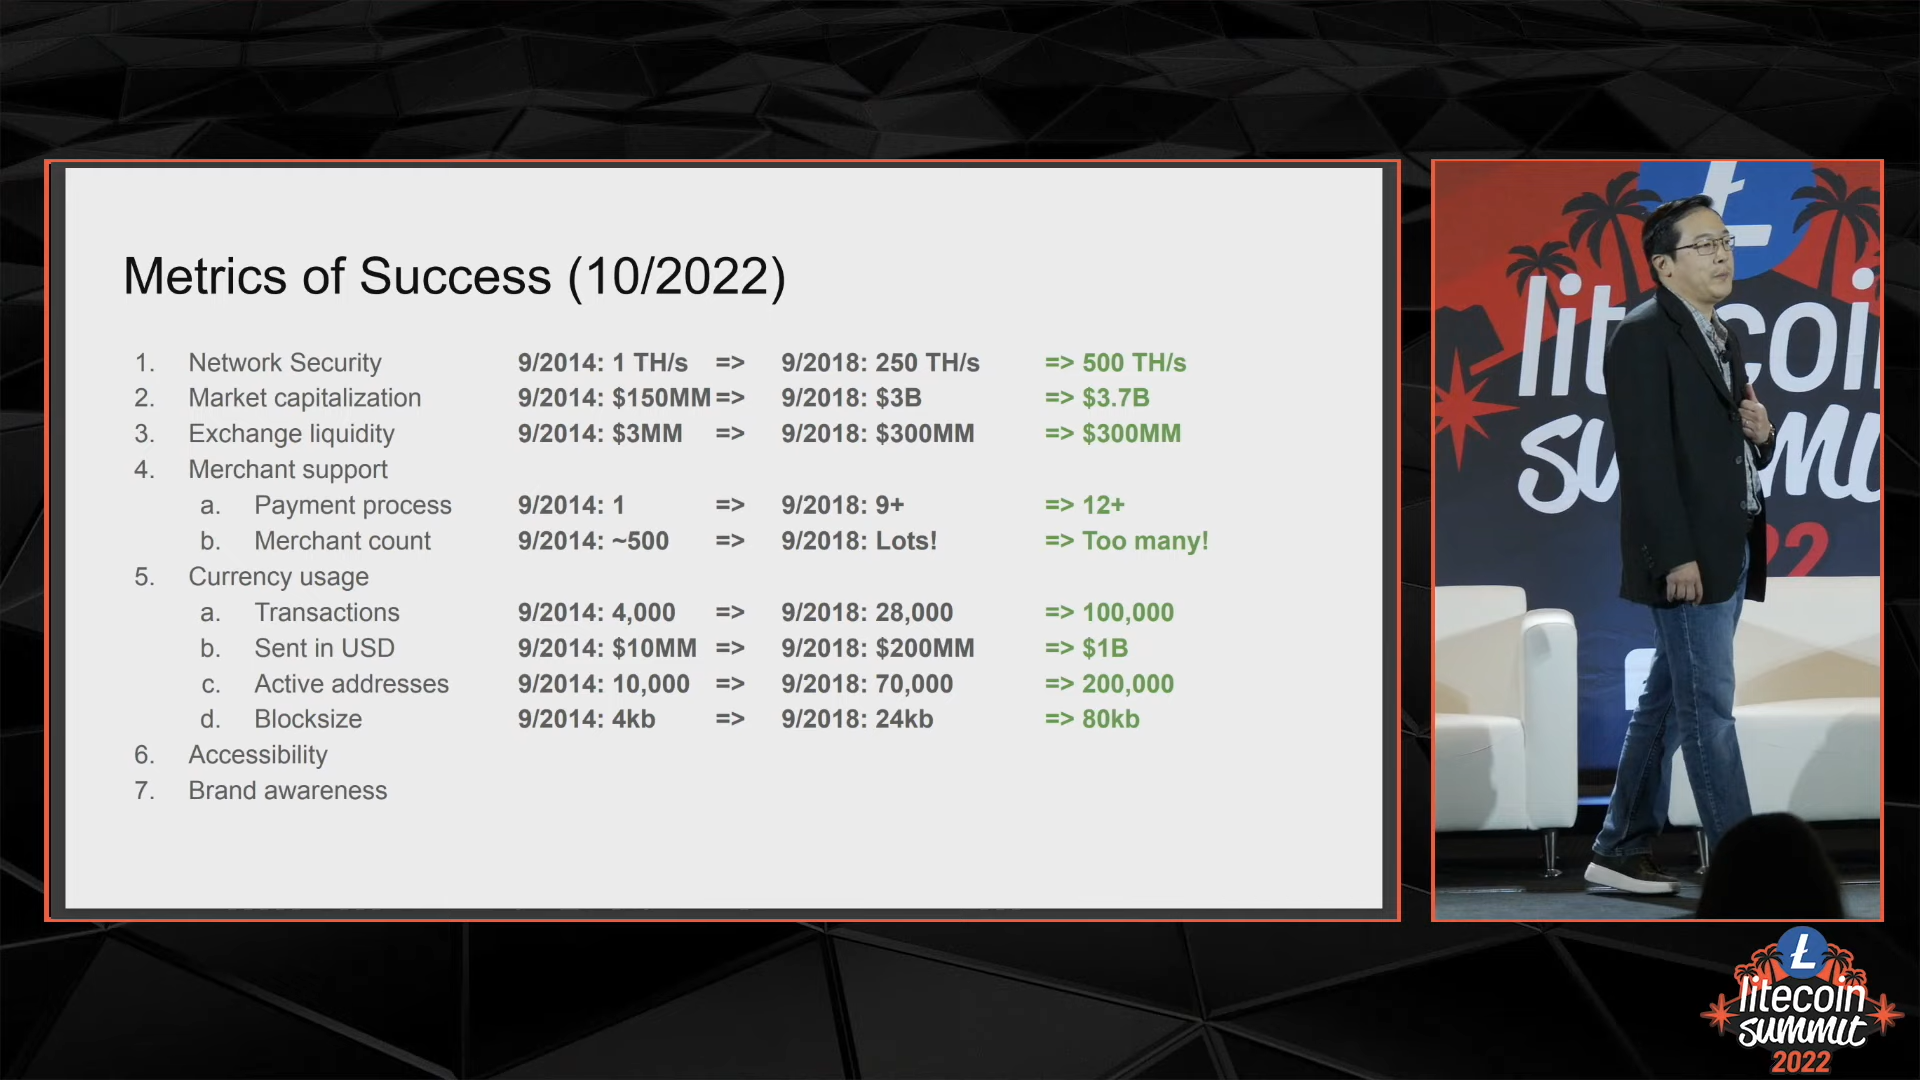 Metrics of Success (10/2022)
1. Network Security 9/2014: 1 TH/s => 9/2018: 250 TH/s => 500 TH/s
2. Market capitalization 9/2014: $150MM => 9/2018: $3B => $3.7B
3. Exchange liquidity 9/2014: $3MM => 9/2018: $300MM => $300MM
4. Merchant support
a. Payment process 9/2014: 1 => 9/2018: 9+ => 12+
b. Merchant count 9/2014: ~500 => 9/2018: Lots! => Too many!
5. Currency usage
a. Transactions 9/2014: 4,000 => 9/2018: 28,000 => 100,000
b. Sent in USD 9/2014: $10MM => 9/2018: $200MM => $1B
c. Active addresses 9/2014: 10,000 => 9/2018: 70,000 => 200,000
d. Blocksize 9/2014: 4kb => 9/2018: 24kb => 80kb
6. Accessibility
7. Brand awareness
Ł
litecoin
summit
2022